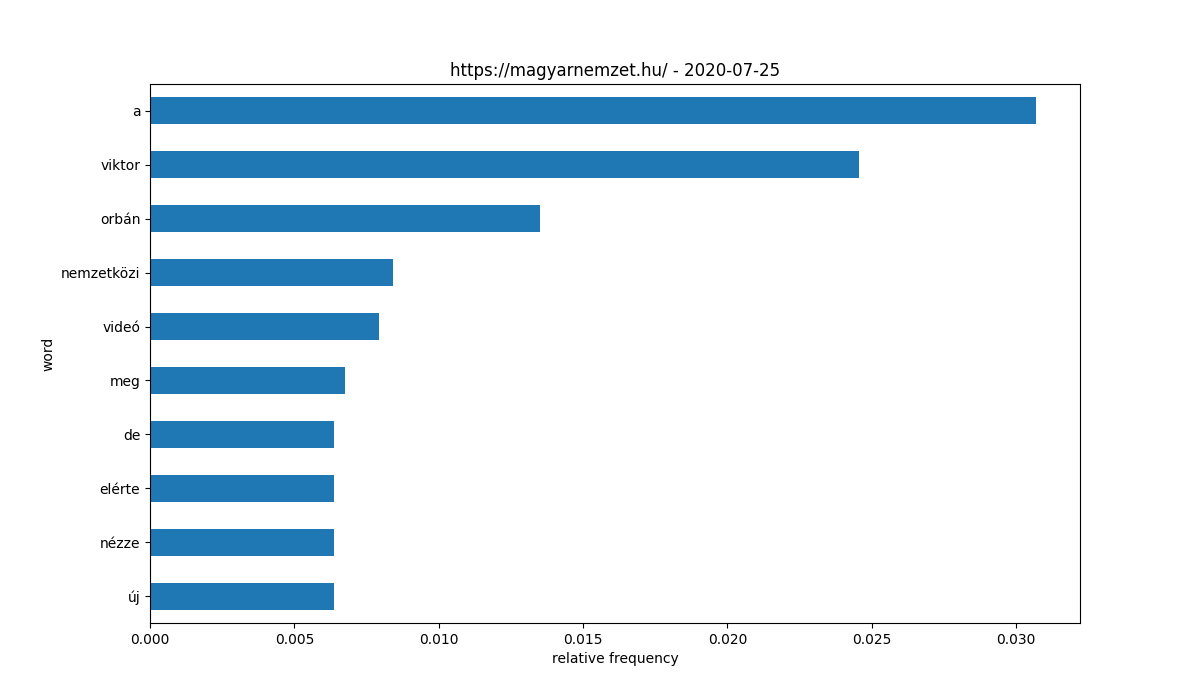 https://magyarnemzet.hu/ - 2020-07-25
a
viktor
orbán
nemzetközi
videó
meg
de
elérte
nézze
új
word
0.000 0.005 0.010 0.015 0.020 0.025 0.030
relative frequency